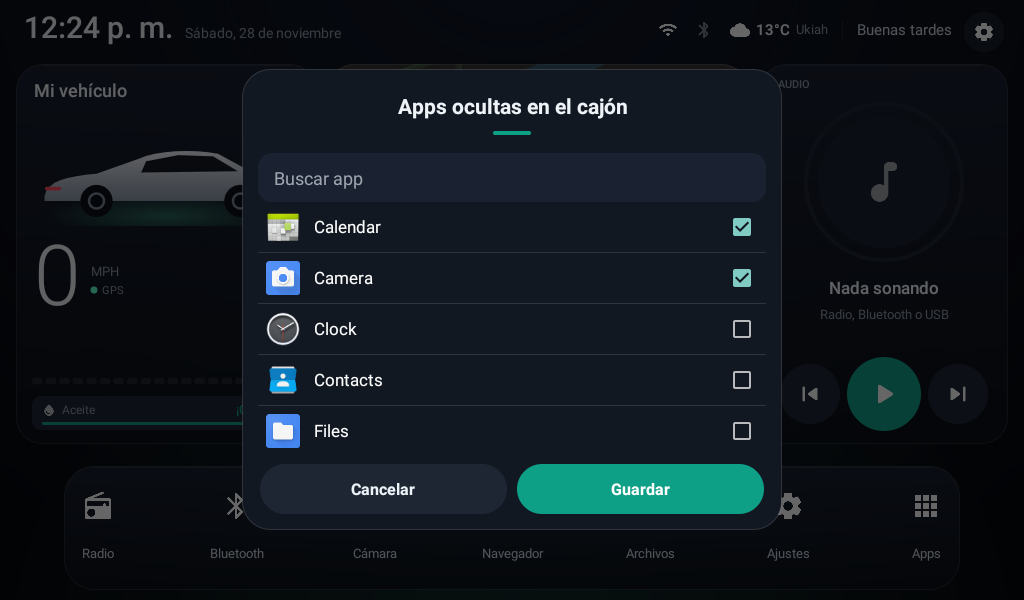 12:24 p. m.
Sábado, 28 de noviembre
13°C
Ukiah
Buenas tardes
Mi vehículo
AUDIO
Apps ocultas en el cajón
Buscar app
Calendar
Camera
Clock
Contacts
Files
Cancelar
Guardar
0
MPH
GPS
Aceite
Nada sonando
Radio, Bluetooth o USB
Radio
Bluetooth
Cámara
Navegador
Archivos
Ajustes
Apps